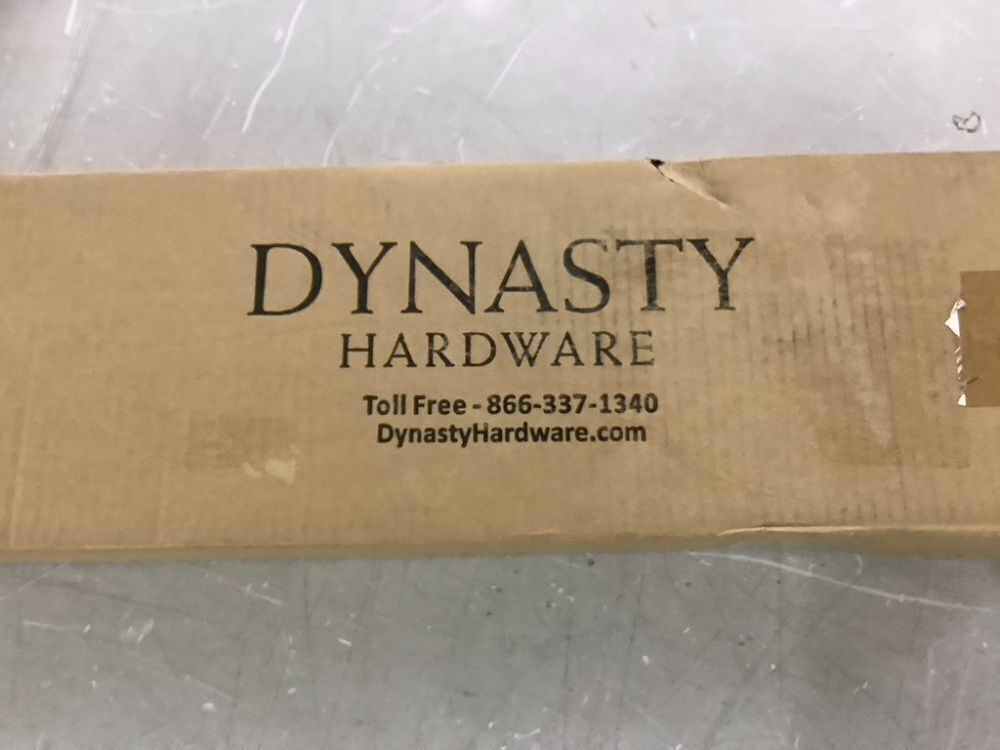 DYNASTY
HARDWARE
Toll Free - 866-337-1340
DynastyHardware.com